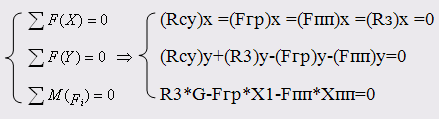 ∑ F(X) = 0 (Rcy)x =(Fгр)x =(Fпп)x =(Rз)x =0
∑ F(Y) = 0 ⇒ (Rcy)y+(R3)y-(Fгр)y-(Fпп)y=0
∑ M(Fi) = 0 R3*G-Fгр*X1-Fпп*Xпп=0